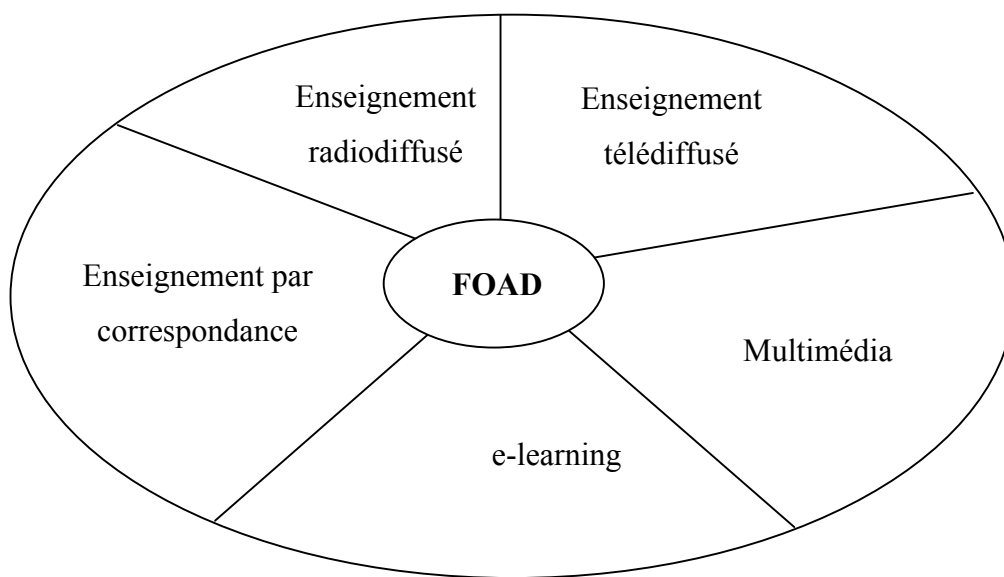 Enseignement
radiodiffusé
Enseignement
télédiffusé
Enseignement par
correspondance
FOAD
Multimédia
e-learning